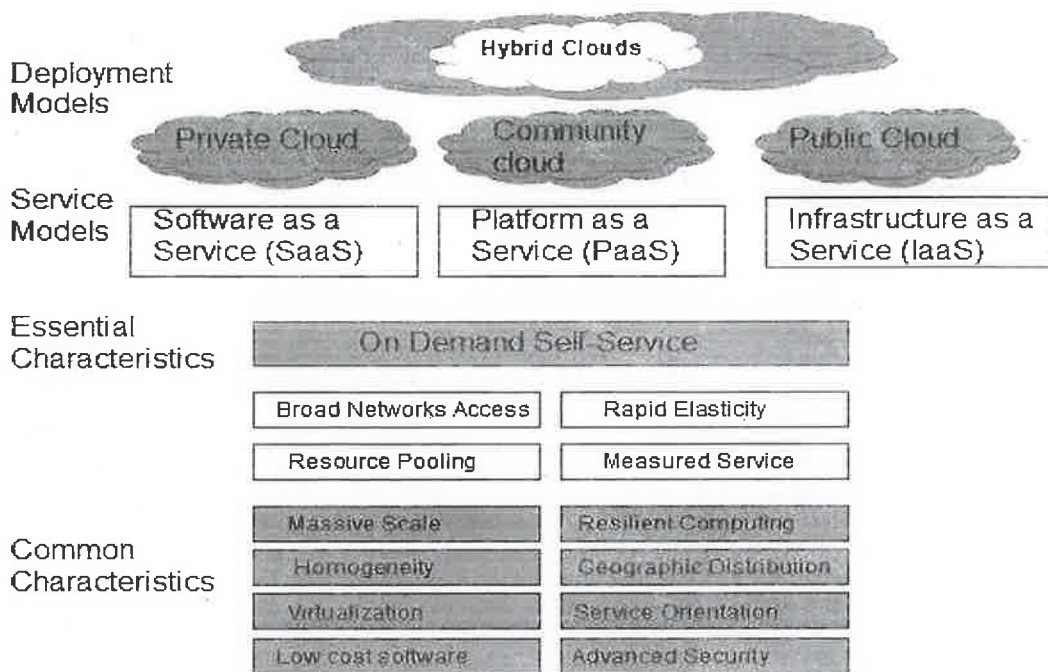 Hybrid Clouds
Deployment
Models
Private Cloud
Community
cloud
Public Cloud
Service
Models
Software as a
Service (SaaS)
Platform as a
Service (PaaS)
Infrastructure as a
Service (IaaS)
Essential
Characteristics
On Demand Self-Service
Broad Networks Access
Rapid Elasticity
Resource Pooling
Measured Service
Common
Characteristics
Massive Scale
Resilient Computing
Homogeneity
Geographic Distribution
Virtualization
Service Orientation
Low cost software
Advanced Security